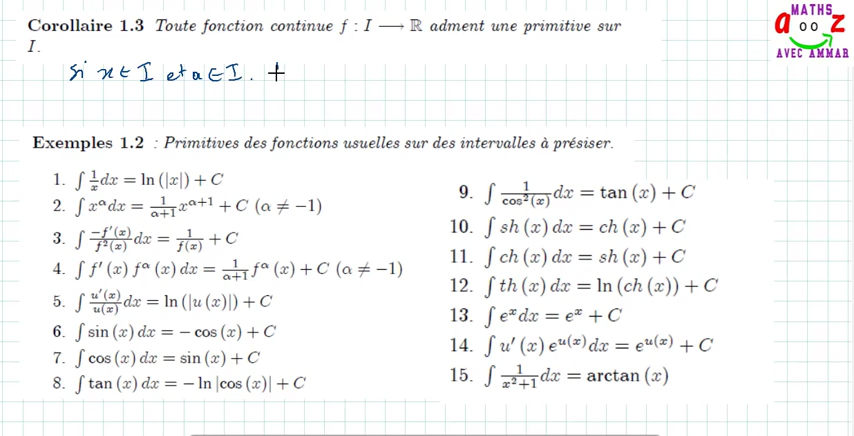 MATHS
a oo z
AVEC AMMAR
Corollaire 1.3 Toute fonction continue f : I ⟶ ℝ adment une primitive sur
I.
Si x ∈ I et a ∈ I. +
Exemples 1.2 : Primitives des fonctions usuelles sur des intervalles à présiser.
1. ∫ 1/x dx = ln (|x|) + C
2. ∫ x^α dx = 1/(α+1) x^(α+1) + C (α ≠ −1)
3. ∫ −f′(x)/f²(x) dx = 1/f(x) + C
4. ∫ f′ (x) f^α (x) dx = 1/(α+1) f^α (x) + C (α ≠ −1)
5. ∫ u′(x)/u(x) dx = ln (|u (x)|) + C
6. ∫ sin (x) dx = − cos (x) + C
7. ∫ cos (x) dx = sin (x) + C
8. ∫ tan (x) dx = − ln |cos (x)| + C
9. ∫ 1/cos²(x) dx = tan (x) + C
10. ∫ sh (x) dx = ch (x) + C
11. ∫ ch (x) dx = sh (x) + C
12. ∫ th (x) dx = ln (ch (x)) + C
13. ∫ e^x dx = e^x + C
14. ∫ u′ (x) e^u(x) dx = e^u(x) + C
15. ∫ 1/(x²+1) dx = arctan (x)